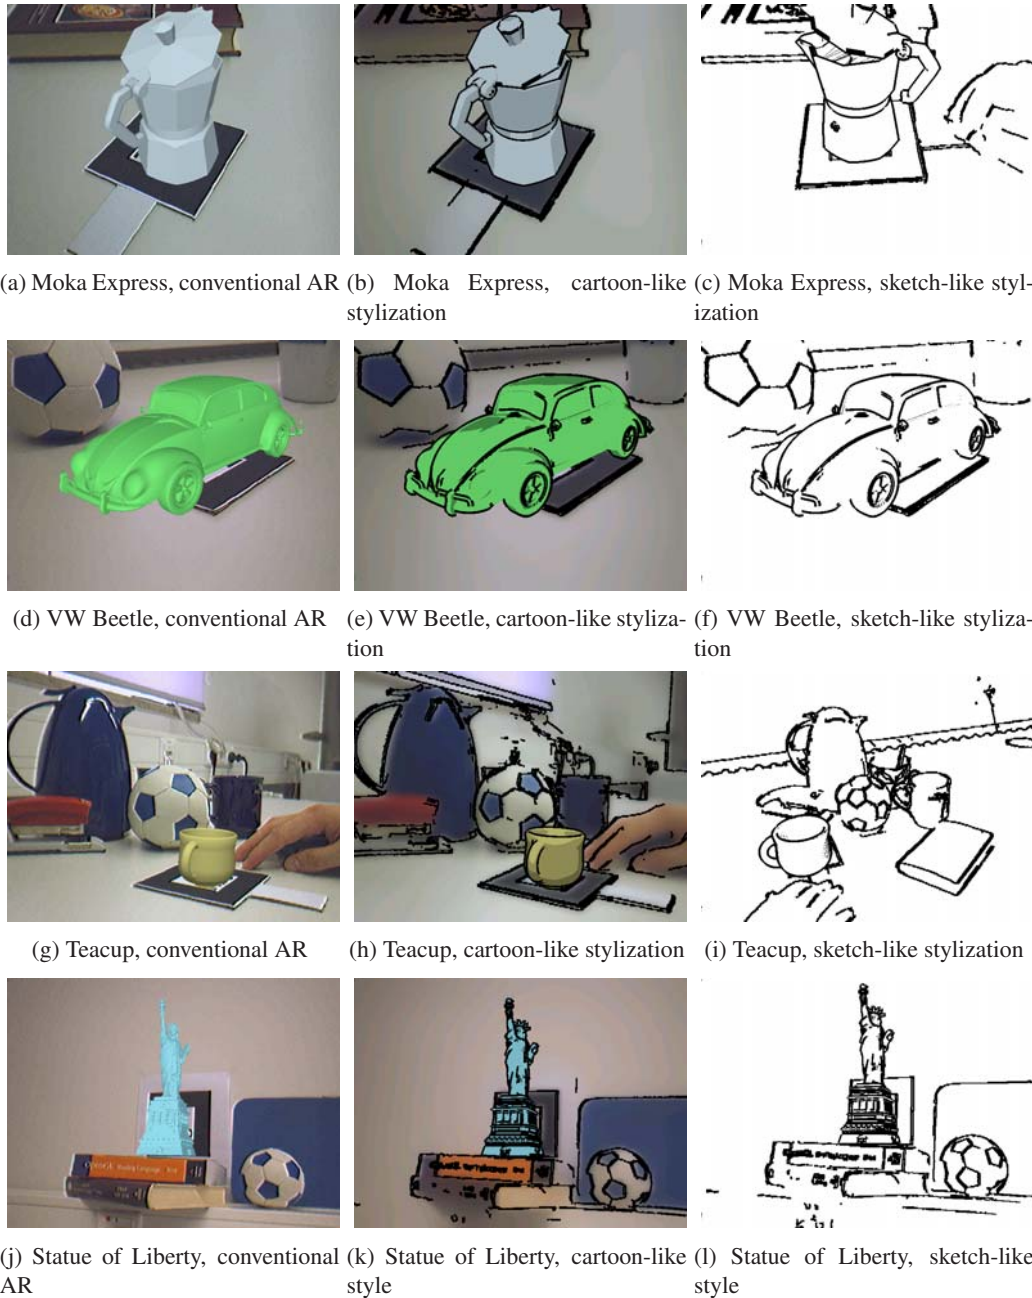 (a) Moka Express, conventional AR
(b) Moka Express, cartoon-like
stylization
(c) Moka Express, sketch-like styl-
ization
(d) VW Beetle, conventional AR
(e) VW Beetle, cartoon-like styliza-
tion
(f) VW Beetle, sketch-like styliza-
tion
(g) Teacup, conventional AR
(h) Teacup, cartoon-like stylization
(i) Teacup, sketch-like stylization
(j) Statue of Liberty, conventional
AR
(k) Statue of Liberty, cartoon-like
style
(l) Statue of Liberty, sketch-like
style